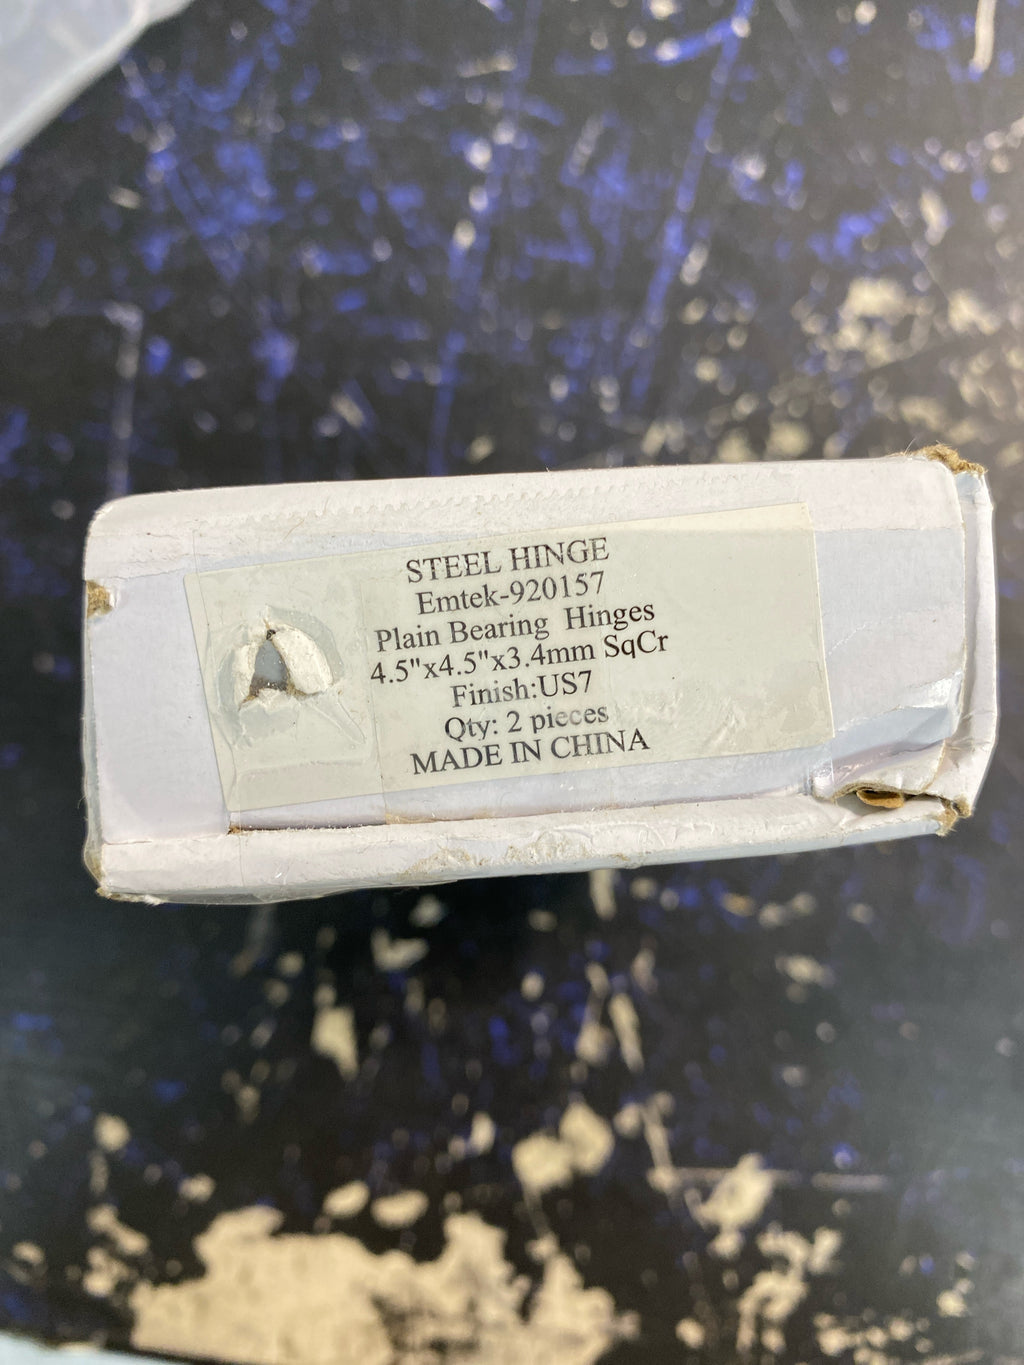 STEEL HINGE
Emtek-920157
Plain Bearing Hinges
4.5"x4.5"x3.4mm SqCr
Finish:US7
Qty: 2 pieces
MADE IN CHINA